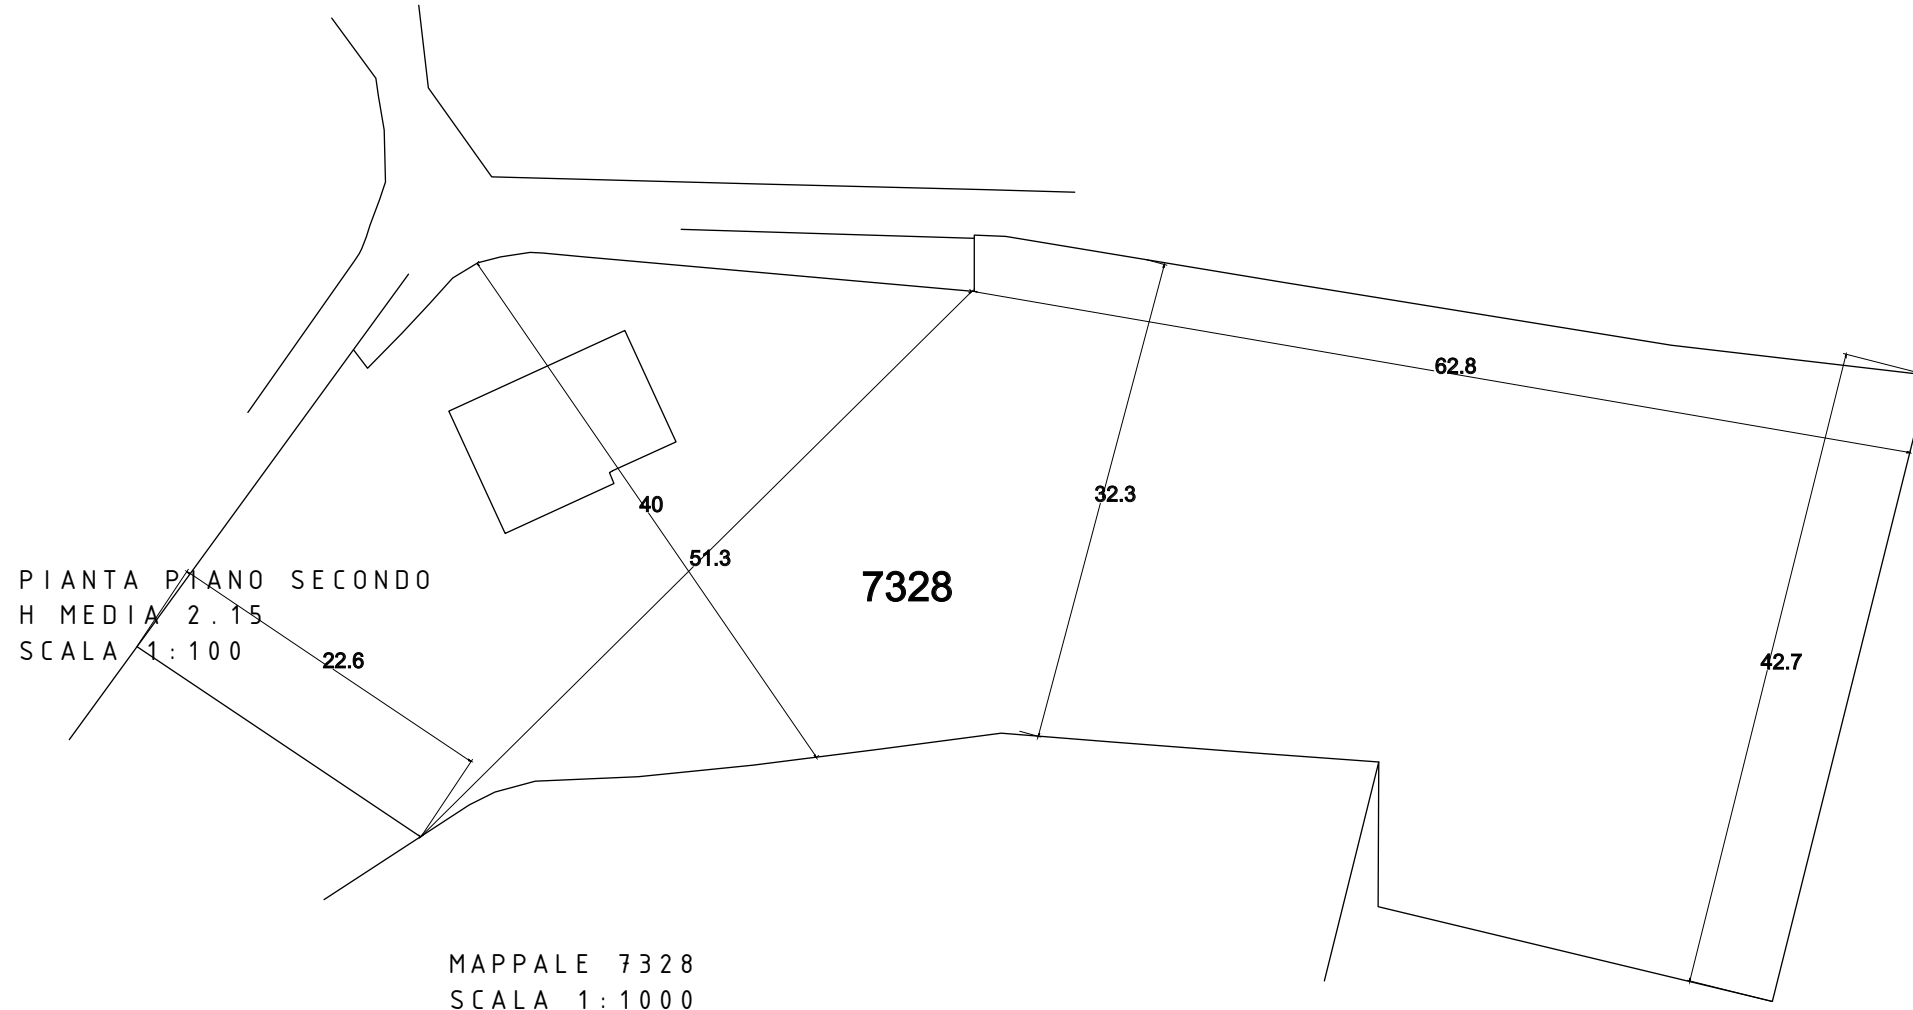 62.8
32.3
40
51.3
7328
PIANTA PIANO SECONDO
H MEDIA 2.15
SCALA 1:100
22.6
42.7
MAPPALE 7328
SCALA 1:1000